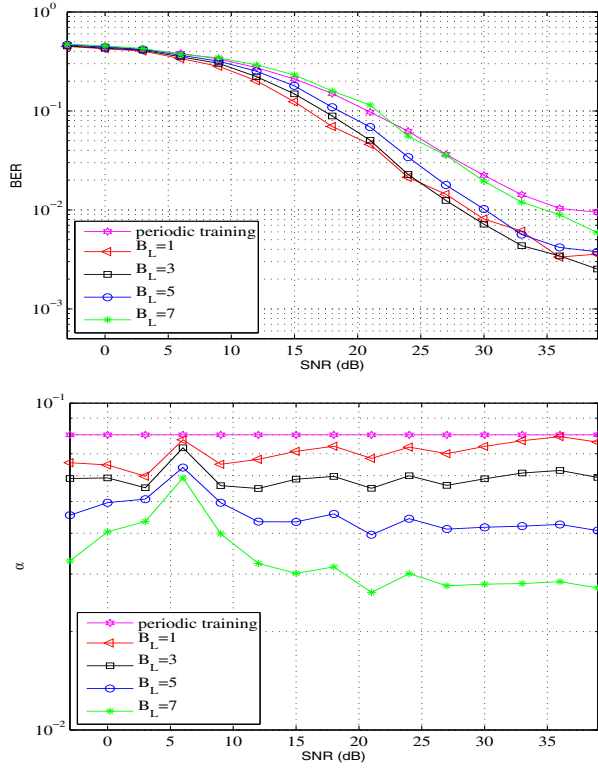 10^0
10^-1
10^-2
10^-3
BER
periodic training
B_L=1
B_L=3
B_L=5
B_L=7
0 5 10 15 20 25 30 35
SNR (dB)
10^-1
10^-2
α
periodic training
B_L=1
B_L=3
B_L=5
B_L=7
0 5 10 15 20 25 30 35
SNR (dB)